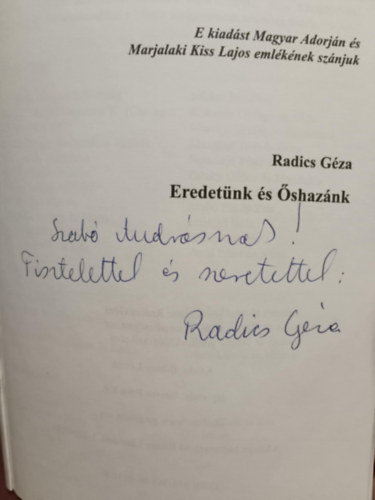 E kiadást Magyar Adorján és
Marjalaki Kiss Lajos emlékének szánjuk
Radics Géza
Eredetünk és Őshazánk
Szabó Andrásnak!
Tisztelettel és szeretettel:
Radics Géza